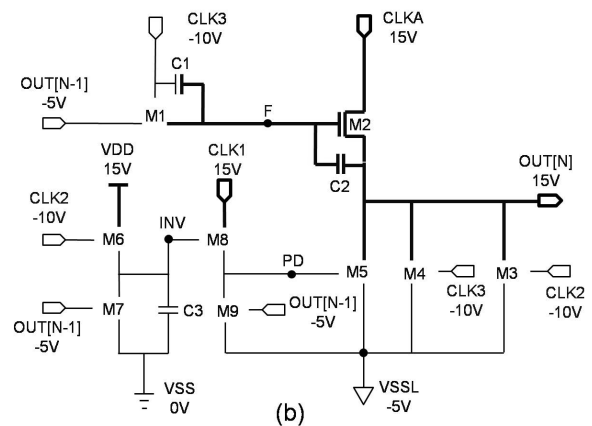 CLK3
-10V
CLKA
15V
C1
OUT[N-1]
-5V
M1
F
M2
VDD
15V
CLK1
15V
C2
OUT[N]
15V
CLK2
-10V
INV
M6
M8
PD
M5
M4
M3
CLK3
-10V
CLK2
-10V
M7
C3
M9
OUT[N-1]
-5V
OUT[N-1]
-5V
VSS
0V
VSSL
-5V
(b)